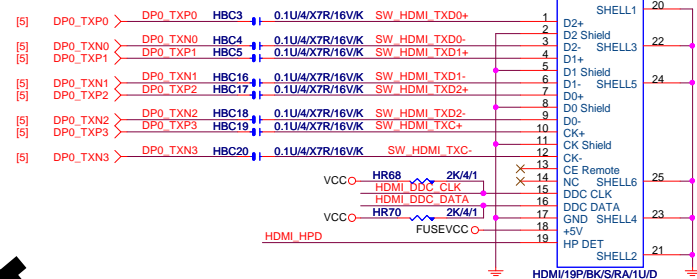 SHELL1 20
[5] DP0_TXP0 DP0_TXP0 HBC3 0.1U/4/X7R/16V/K SW_HDMI_TXD0+ 1 D2+
2 D2 Shield
[5] DP0_TXN0 DP0_TXN0 HBC4 0.1U/4/X7R/16V/K SW_HDMI_TXD0- 3 D2- SHELL3 22
[5] DP0_TXP1 DP0_TXP1 HBC5 0.1U/4/X7R/16V/K SW_HDMI_TXD1+ 4 D1+
5 D1 Shield
[5] DP0_TXN1 DP0_TXN1 HBC16 0.1U/4/X7R/16V/K SW_HDMI_TXD1- 6 D1- SHELL5 24
[5] DP0_TXP2 DP0_TXP2 HBC17 0.1U/4/X7R/16V/K SW_HDMI_TXD2+ 7 D0+
8 D0 Shield
[5] DP0_TXN2 DP0_TXN2 HBC18 0.1U/4/X7R/16V/K SW_HDMI_TXD2- 9 D0-
[5] DP0_TXP3 DP0_TXP3 HBC19 0.1U/4/X7R/16V/K SW_HDMI_TXC+ 10 CK+
11 CK Shield
[5] DP0_TXN3 DP0_TXN3 HBC20 0.1U/4/X7R/16V/K SW_HDMI_TXC- 12 CK-
13 CE Remote
VCC HR68 2K/4/1 14 NC SHELL6 25
HDMI_DDC_CLK 15 DDC CLK
HDMI_DDC_DATA 16 DDC DATA
VCC HR70 2K/4/1 17 GND SHELL4 23
FUSEVCC 18 +5V
HDMI_HPD 19 HP DET
SHELL2 21
HDMI/19P/BK/S/RA/1U/D